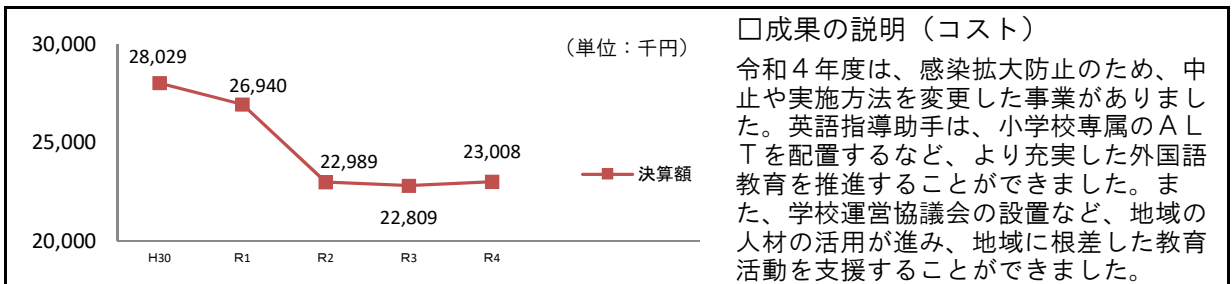 30,000
25,000
20,000
（単位：千円）
28,029
26,940
22,989
22,809
23,008
決算額
H30
R1
R2
R3
R4
□成果の説明（コスト）
令和４年度は、感染拡大防止のため、中
止や実施方法を変更した事業がありまし
た。英語指導助手は、小学校専属のＡＬ
Ｔを配置するなど、より充実した外国語
教育を推進することができました。ま
た、学校運営協議会の設置など、地域の
人材の活用が進み、地域に根差した教育
活動を支援することができました。